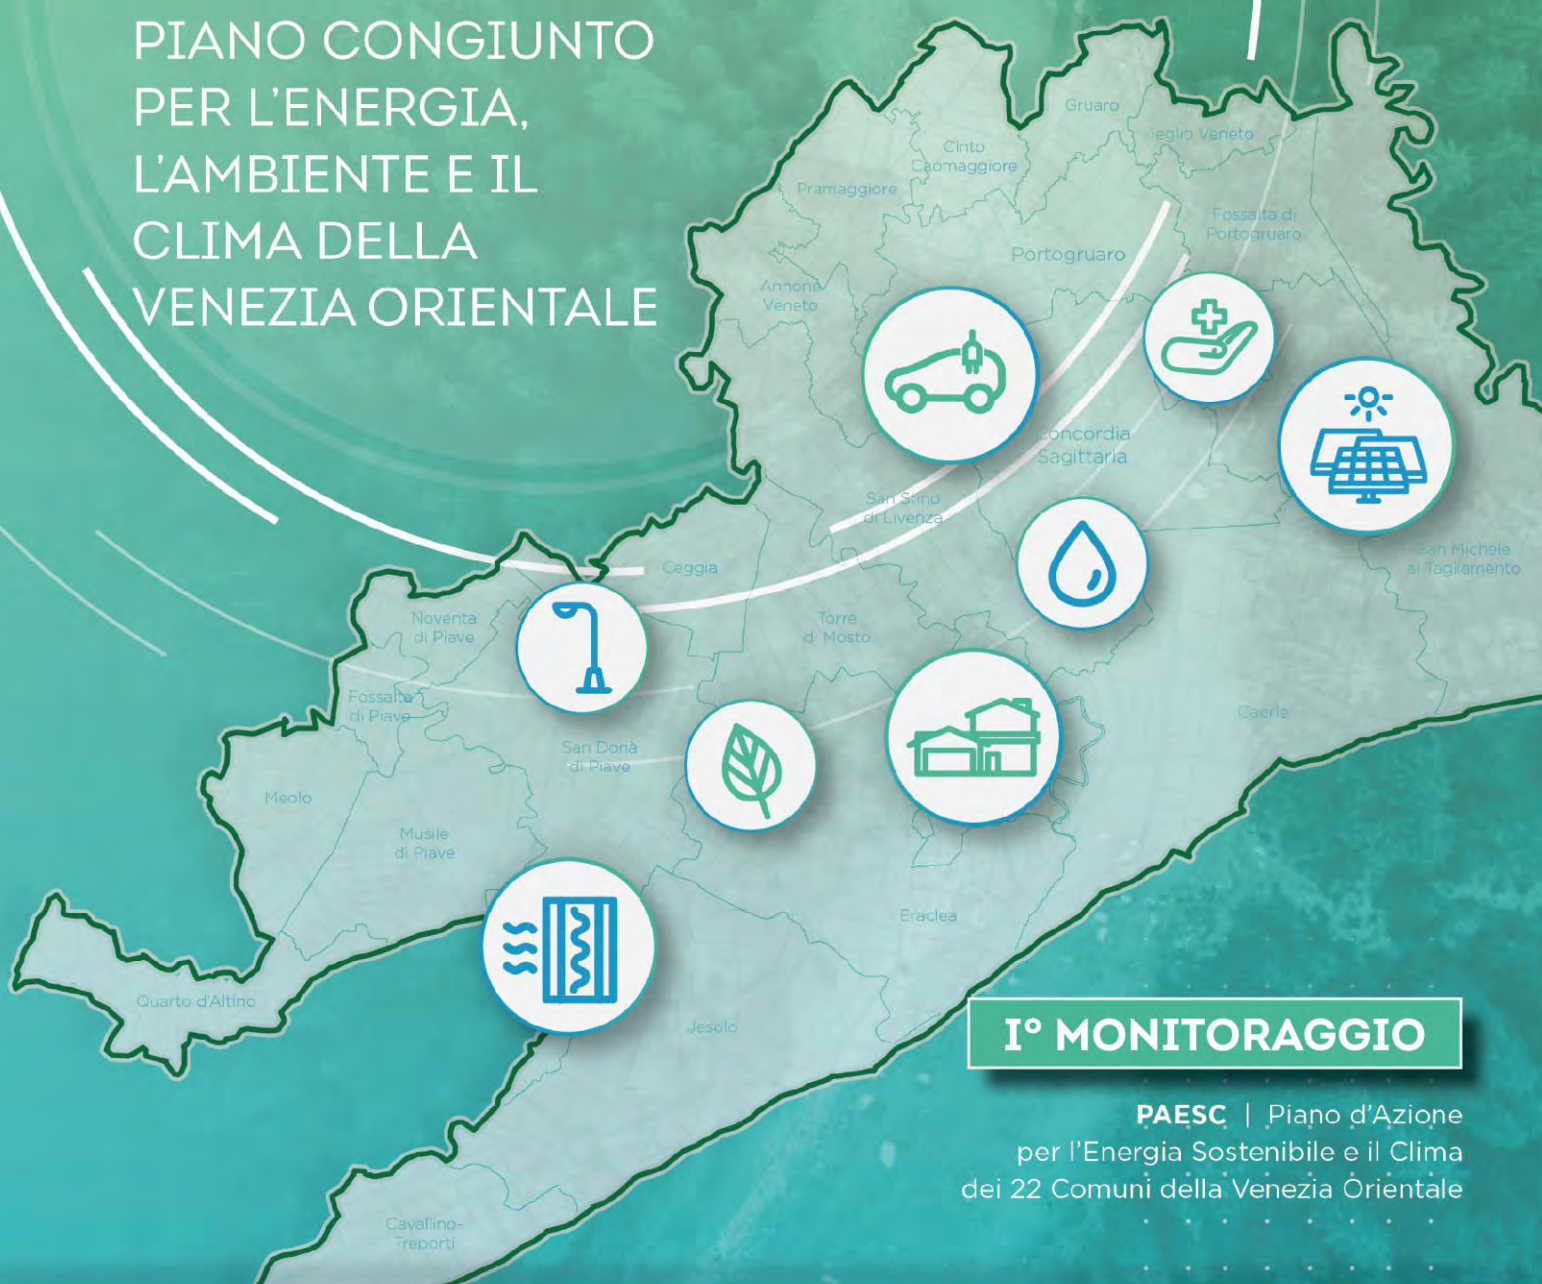 PIANO CONGIUNTO
PER L'ENERGIA,
L'AMBIENTE E IL
CLIMA DELLA
VENEZIA ORIENTALE
Gruaro
Teglio Veneto
Cinto
Caomaggiore
Pramaggiore
Fossalta di
Portogruaro
Portogruaro
Annone
Veneto
Concordia
Sagittaria
San Stino
di Livenza
San Michele
al Tagliamento
Ceggia
Noventa
di Piave
Torre
di Mosto
Fossalta
di Piave
Caorle
San Donà
di Piave
Meolo
Musile
di Piave
Eraclea
Quarto d'Altino
Jesolo
I° MONITORAGGIO
PAESC | Piano d'Azione
per l'Energia Sostenibile e il Clima
dei 22 Comuni della Venezia Orientale
Cavallino-
Treporti